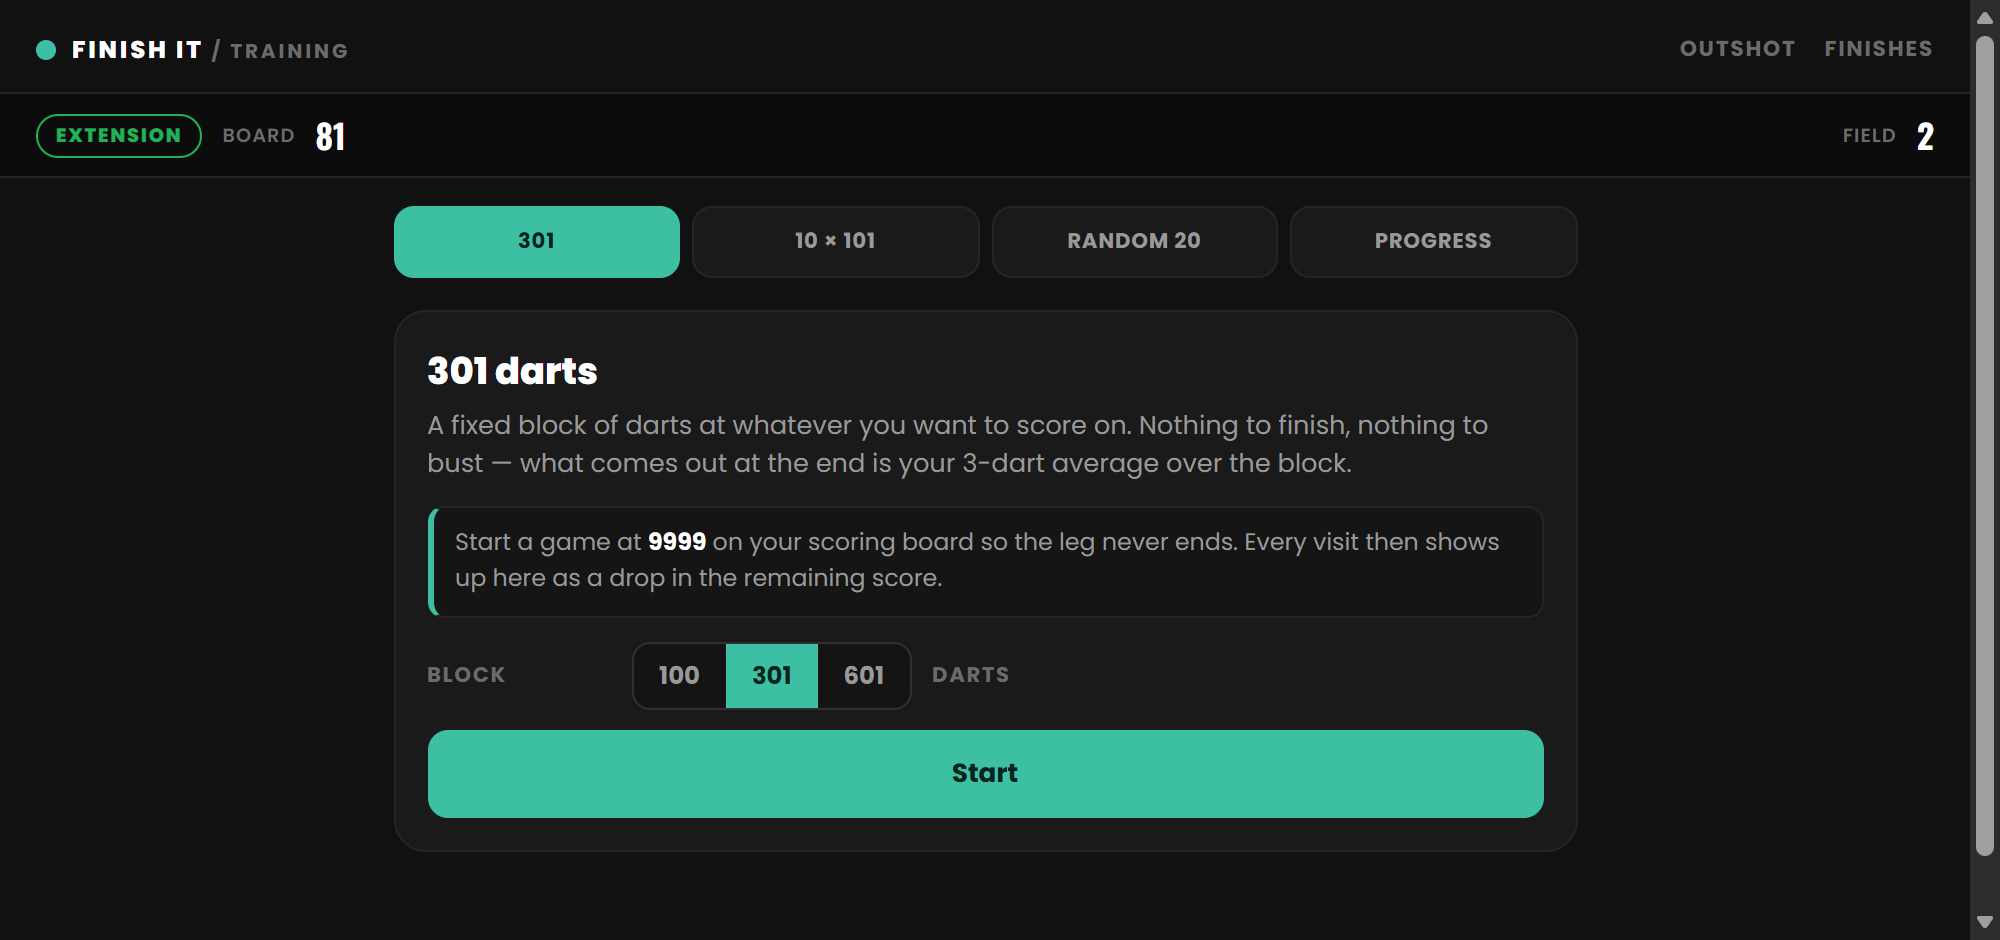 FINISH IT / TRAINING
OUTSHOT FINISHES
EXTENSION BOARD 81
FIELD 2
301
10 × 101
RANDOM 20
PROGRESS
301 darts
A fixed block of darts at whatever you want to score on. Nothing to finish, nothing to
bust — what comes out at the end is your 3-dart average over the block.
Start a game at 9999 on your scoring board so the leg never ends. Every visit then shows
up here as a drop in the remaining score.
BLOCK 100 301 601 DARTS
Start